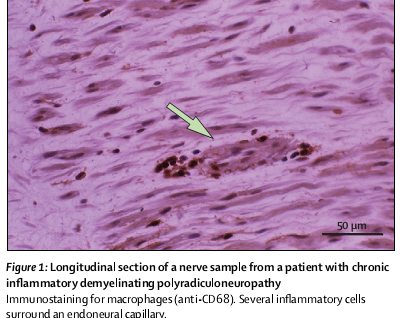 50 µm
Figure 1: Longitudinal section of a nerve sample from a patient with chronic
inflammatory demyelinating polyradiculoneuropathy
Immunostaining for macrophages (anti-CD68). Several inflammatory cells
surround an endoneural capillary.